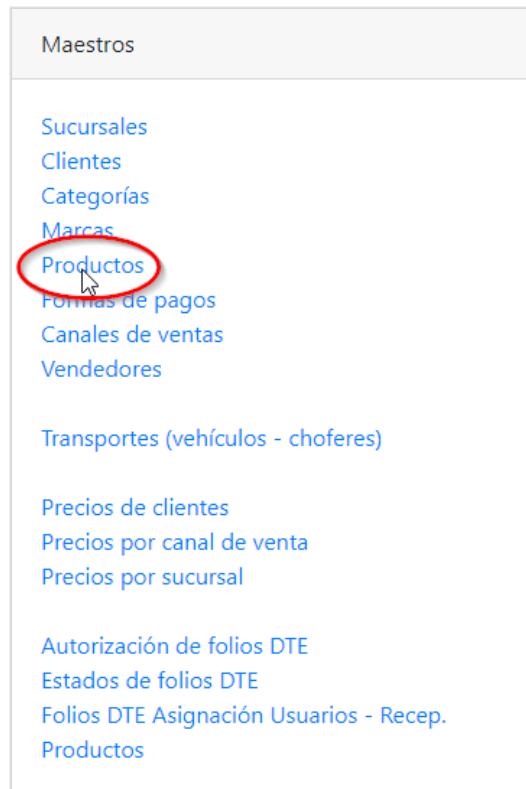 Maestros
Sucursales
Clientes
Categorías
Marcas
Productos
Formas de pagos
Canales de ventas
Vendedores
Transportes (vehículos - choferes)
Precios de clientes
Precios por canal de venta
Precios por sucursal
Autorización de folios DTE
Estados de folios DTE
Folios DTE Asignación Usuarios - Recep.
Productos